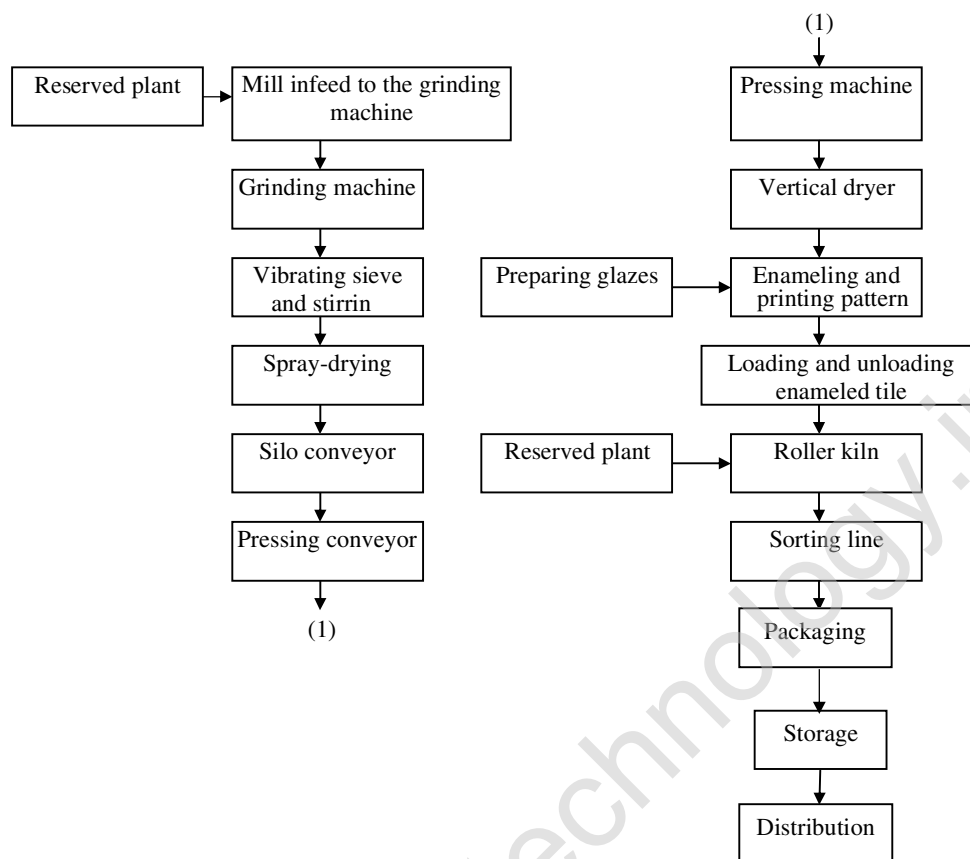 Reserved plant
Mill infeed to the grinding
machine
Grinding machine
Vibrating sieve
and stirrin
Spray-drying
Silo conveyor
Pressing conveyor
(1)
(1)
Pressing machine
Vertical dryer
Preparing glazes
Enameling and
printing pattern
Loading and unloading
enameled tile
Reserved plant
Roller kiln
Sorting line
Packaging
Storage
Distribution